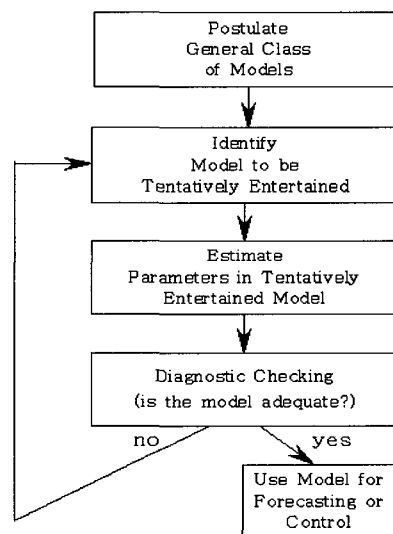 Postulate
General Class
of Models
Identify
Model to be
Tentatively Entertained
Estimate
Parameters in Tentatively
Entertained Model
Diagnostic Checking
(is the model adequate?)
no
yes
Use Model for
Forecasting or
Control